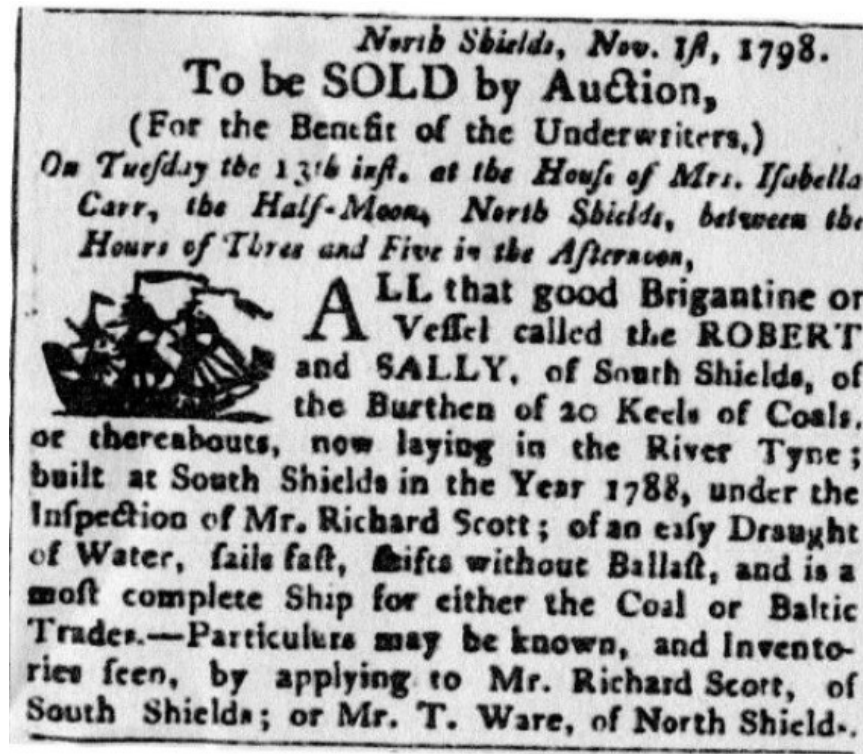 North Shields, Nov. 1ſt, 1798.
To be SOLD by Auction,
(For the Benefit of the Underwriters,)
On Tueſday the 13th inſt. at the Houſe of Mrs. Iſabella
Carr, the Half-Moon, North Shields, between the
Hours of Three and Five in the Afternoon,
ALL that good Brigantine or
Veſſel called the ROBERT
and SALLY, of South Shields, of
the Burthen of 20 Keels of Coals,
or thereabouts, now laying in the River Tyne;
built at South Shields in the Year 1788, under the
Inſpection of Mr. Richard Scott; of an eaſy Draught
of Water, ſails faſt, ſhifts without Ballaſt, and is a
moſt complete Ship for either the Coal or Baltic
Trades.—Particulars may be known, and Invento-
ries ſeen, by applying to Mr. Richard Scott, of
South Shields; or Mr. T. Ware, of North Shields.